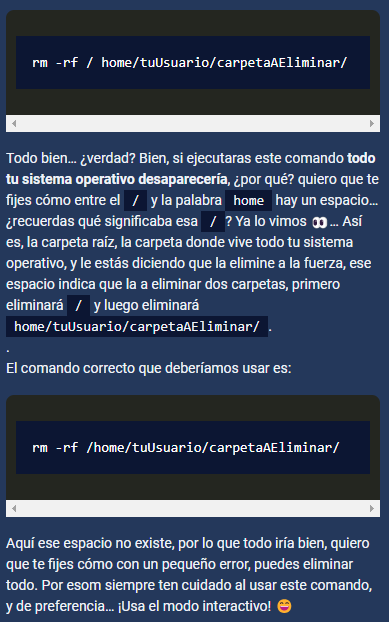 rm -rf / home/tuUsuario/carpetaAEliminar/
Todo bien... ¿verdad? Bien, si ejecutaras este comando todo
tu sistema operativo desaparecería, ¿por qué? quiero que te
fijes cómo entre el / y la palabra home hay un espacio...
¿recuerdas qué significaba esa / ? Ya lo vimos 👀... Así
es, la carpeta raíz, la carpeta donde vive todo tu sistema
operativo, y le estás diciendo que la elimine a la fuerza, ese
espacio indica que la a eliminar dos carpetas, primero
eliminará / y luego eliminará
home/tuUsuario/carpetaAEliminar/ .
.
El comando correcto que deberíamos usar es:
rm -rf /home/tuUsuario/carpetaAEliminar/
Aquí ese espacio no existe, por lo que todo iría bien, quiero
que te fijes cómo con un pequeño error, puedes eliminar
todo. Por esom siempre ten cuidado al usar este comando,
y de preferencia... ¡Usa el modo interactivo! 😄